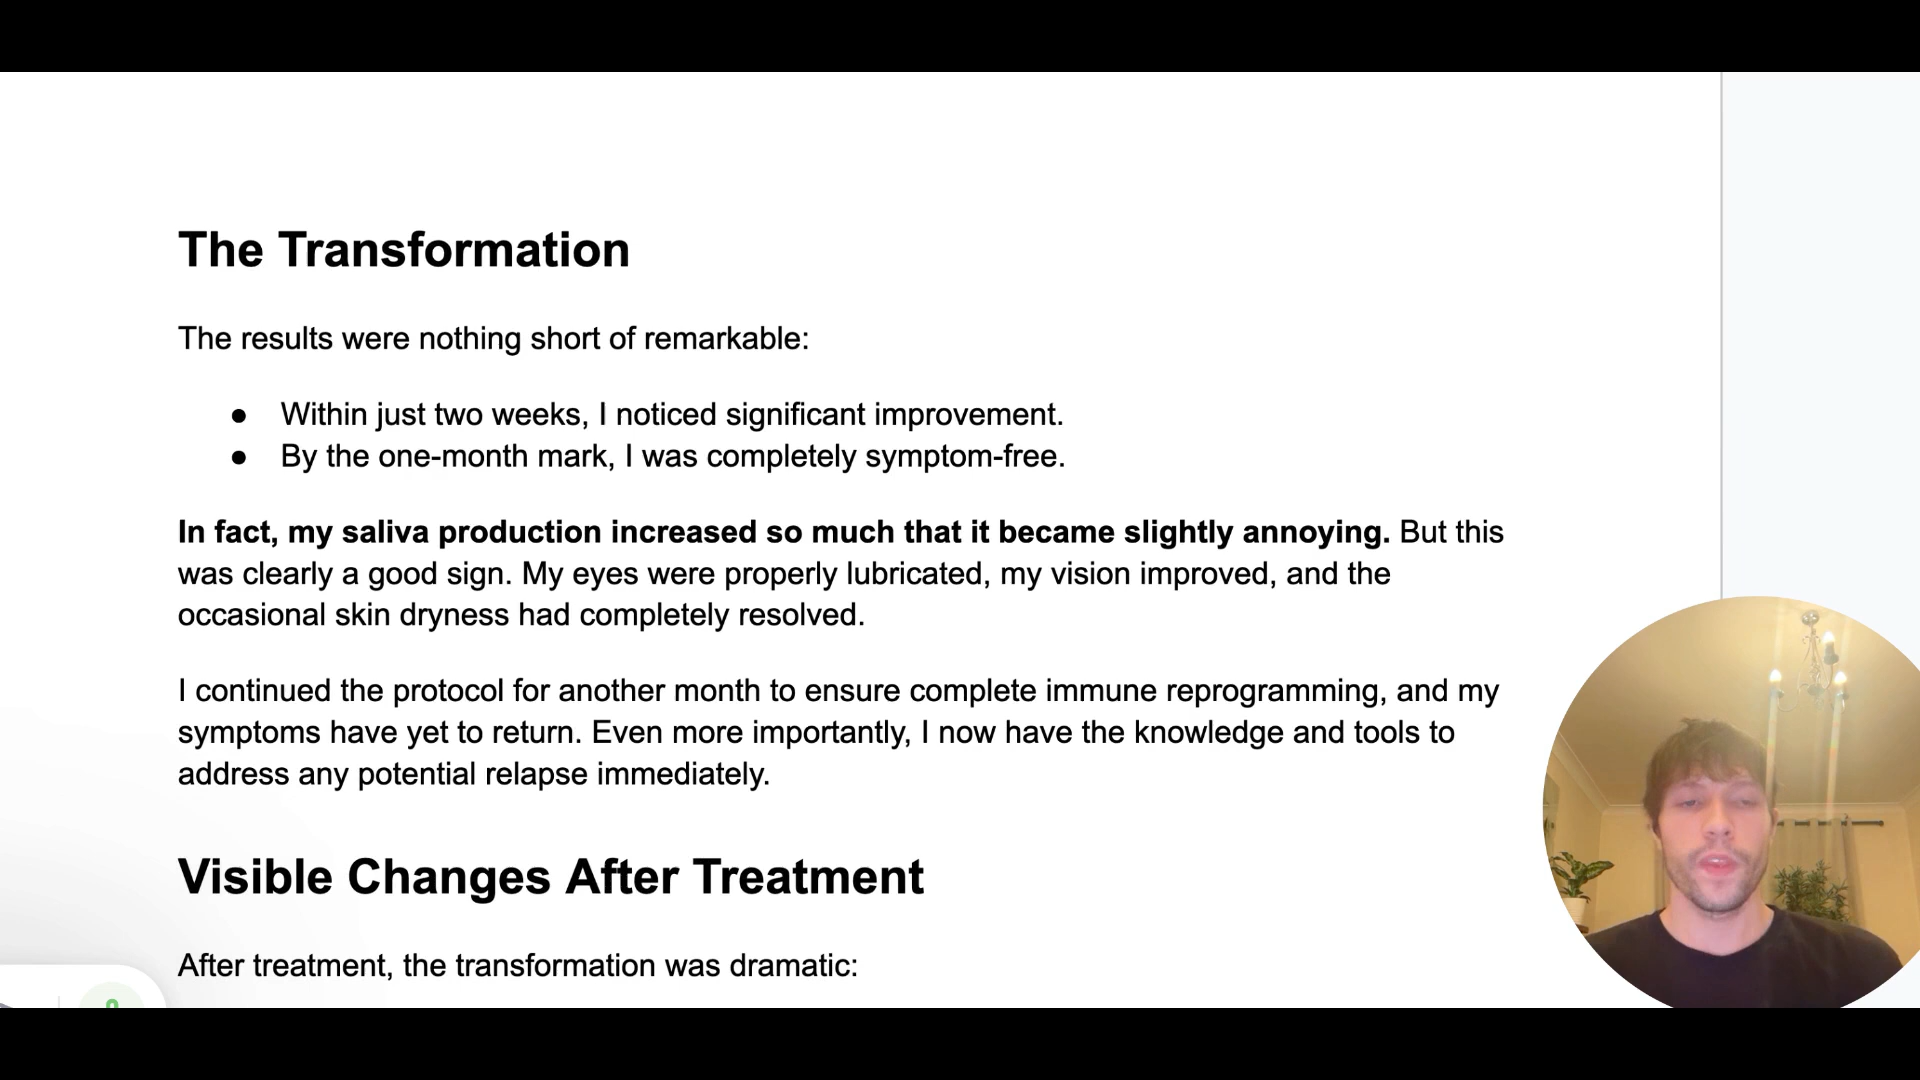 The Transformation
The results were nothing short of remarkable:
● Within just two weeks, I noticed significant improvement.
● By the one-month mark, I was completely symptom-free.
In fact, my saliva production increased so much that it became slightly annoying. But this
was clearly a good sign. My eyes were properly lubricated, my vision improved, and the
occasional skin dryness had completely resolved.
I continued the protocol for another month to ensure complete immune reprogramming, and my
symptoms have yet to return. Even more importantly, I now have the knowledge and tools to
address any potential relapse immediately.
Visible Changes After Treatment
After treatment, the transformation was dramatic: